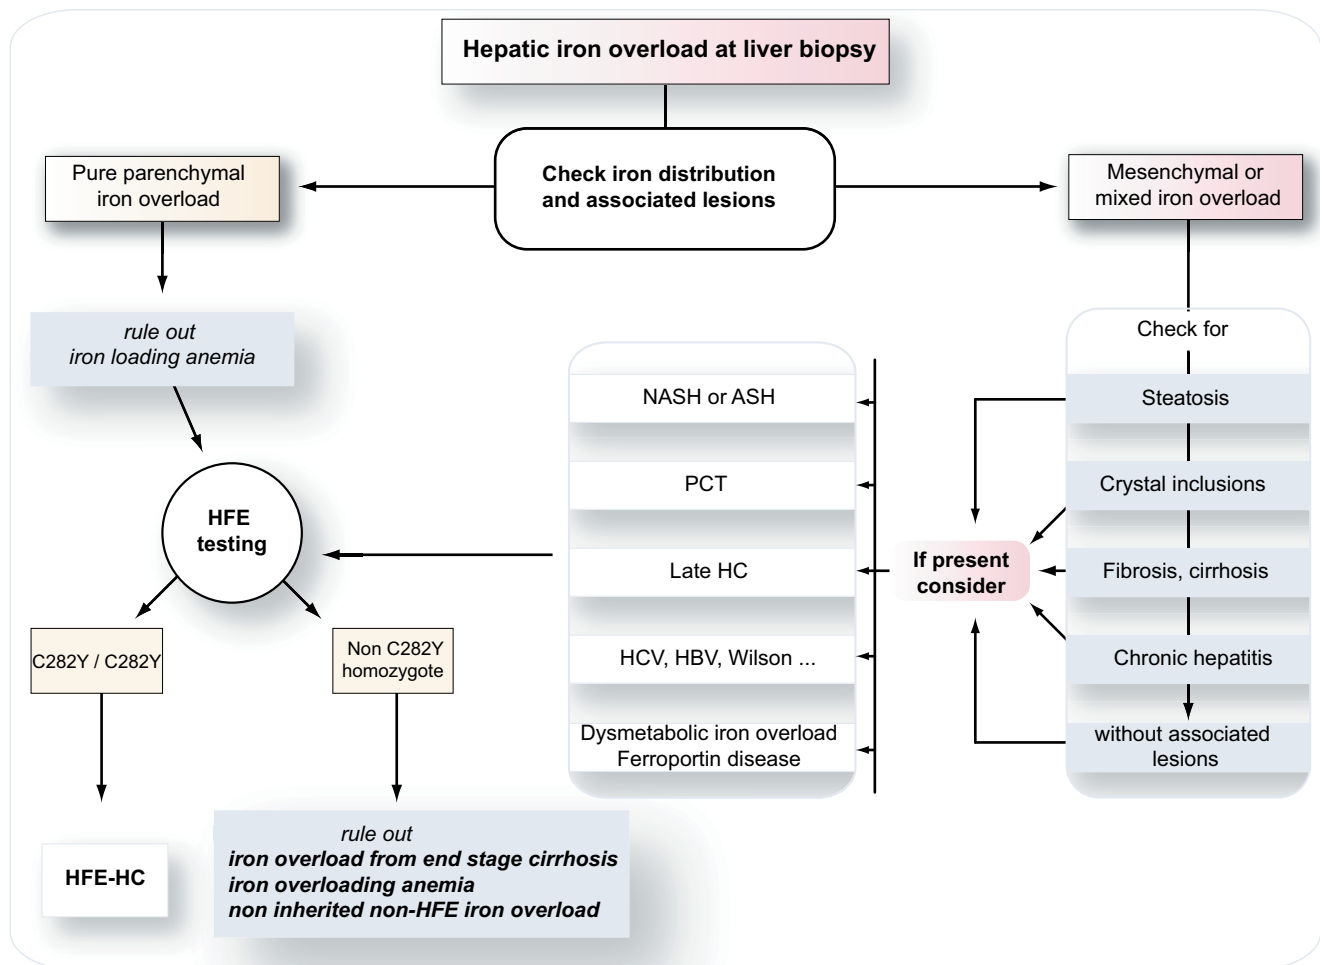 Hepatic iron overload at liver biopsy
Check iron distribution
and associated lesions
Pure parenchymal
iron overload
Mesenchymal or
mixed iron overload
rule out
iron loading anemia
HFE
testing
C282Y / C282Y
Non C282Y
homozygote
HFE-HC
rule out
iron overload from end stage cirrhosis
iron overloading anemia
non inherited non-HFE iron overload
NASH or ASH
PCT
Late HC
HCV, HBV, Wilson ...
Dysmetabolic iron overload
Ferroportin disease
If present
consider
Check for
Steatosis
Crystal inclusions
Fibrosis, cirrhosis
Chronic hepatitis
without associated
lesions